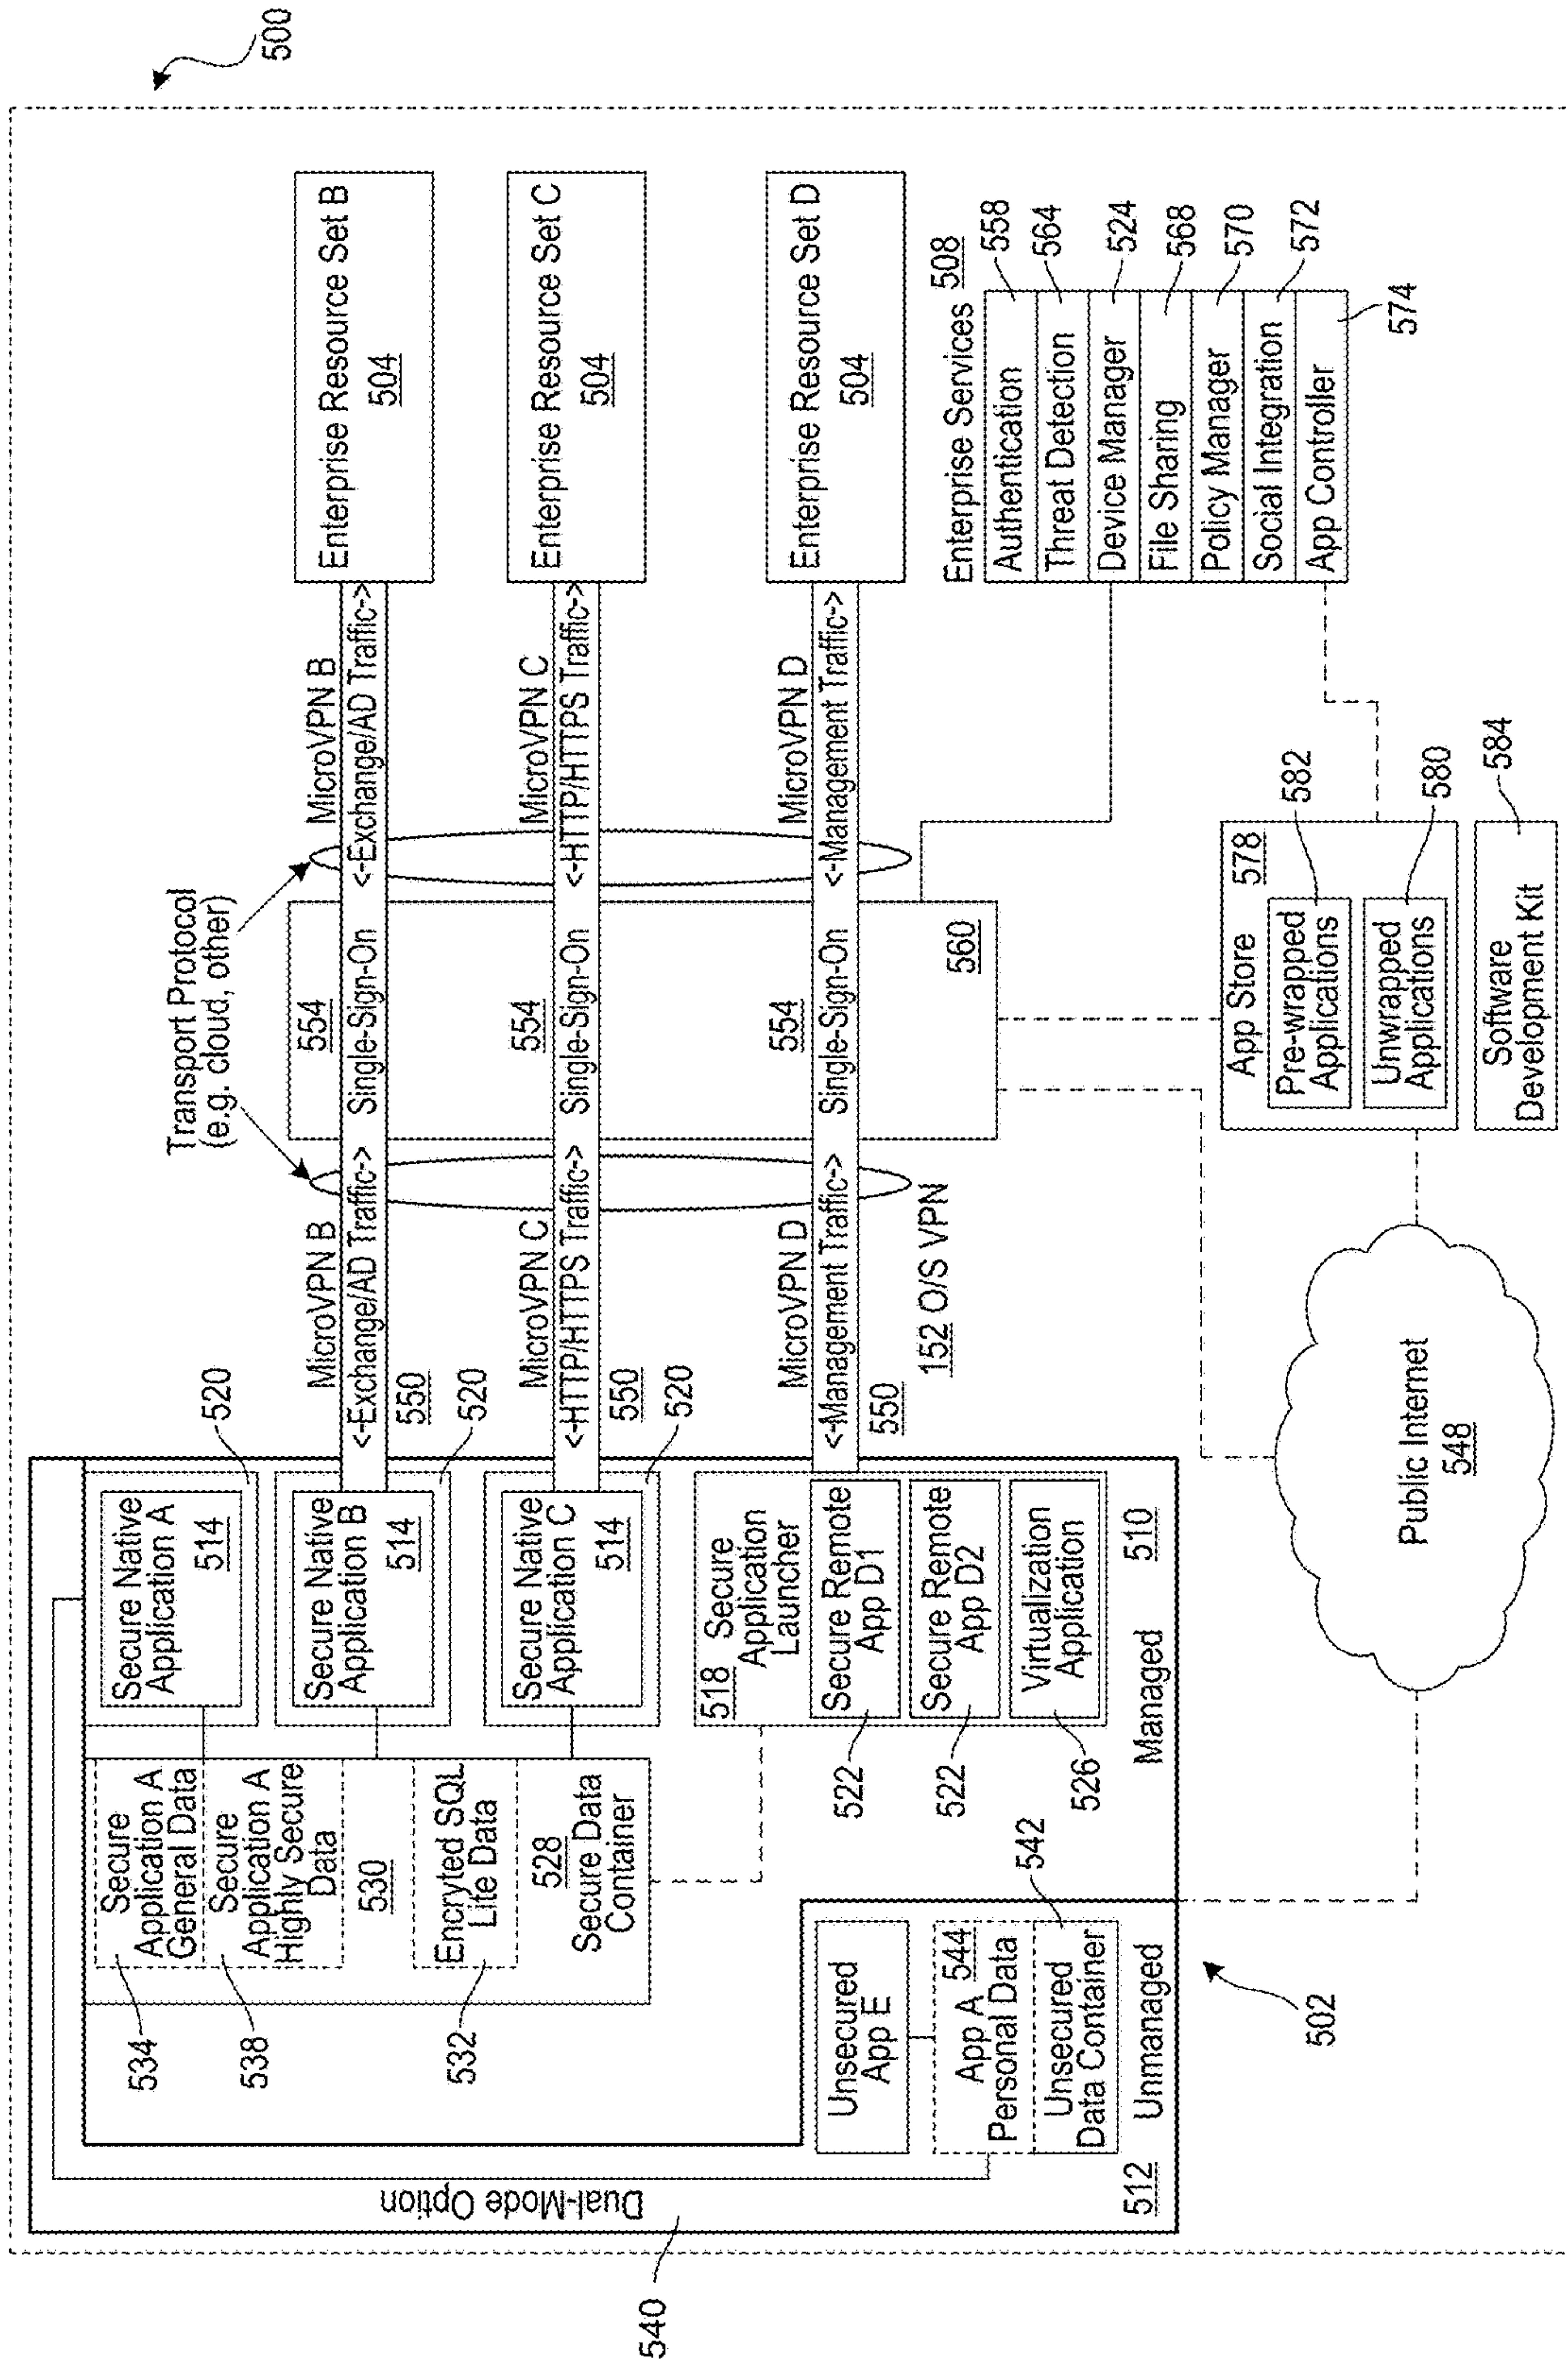 500
540
Dual-Mode Option
534
538
532
Secure
Application A
General Data
Secure
Application A
Highly Secure
Data
530
Encryted SQL
Lite Data
528
Secure Data
Container
Secure Native
Application A
514
520
Secure Native
Application B
514
520
Secure Native
Application C
514
520
518 Secure
Application
Launcher
Secure Remote
App D1
522
Secure Remote
App D2
522
Virtualization
Application
526
Managed 510
Unsecured
App E
App A 544
Personal Data
Unsecured
Data Container
542
512 Unmanaged
502
Transport Protocol
(e.g. cloud, other)
MicroVPN B
<-Exchange/AD Traffic->
550
554
Single-Sign-On
MicroVPN B
<-Exchange/AD Traffic->
Enterprise Resource Set B
504
MicroVPN C
<-HTTP/HTTPS Traffic->
550
554
Single-Sign-On
MicroVPN C
<-HTTP/HTTPS Traffic->
Enterprise Resource Set C
504
MicroVPN D
<-Management Traffic->
550
554
Single-Sign-On
MicroVPN D
<-Management Traffic->
Enterprise Resource Set D
504
152 O/S VPN
560
Enterprise Services 508
Authentication
558
Threat Detection
564
Device Manager
524
File Sharing
568
Policy Manager
570
Social Integration
572
App Controller
574
Public Internet
548
App Store 578
Pre-wrapped
Applications
582
Unwrapped
Applications
580
Software
Development Kit
584